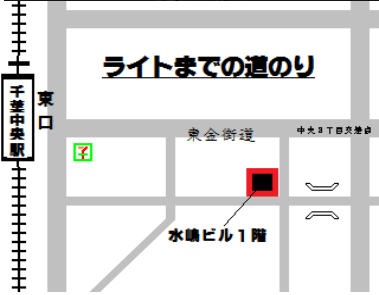 ライトまでの道のり
千葉中央駅
東口
東金街道
中央3丁目交差点
水嶋ビル1階